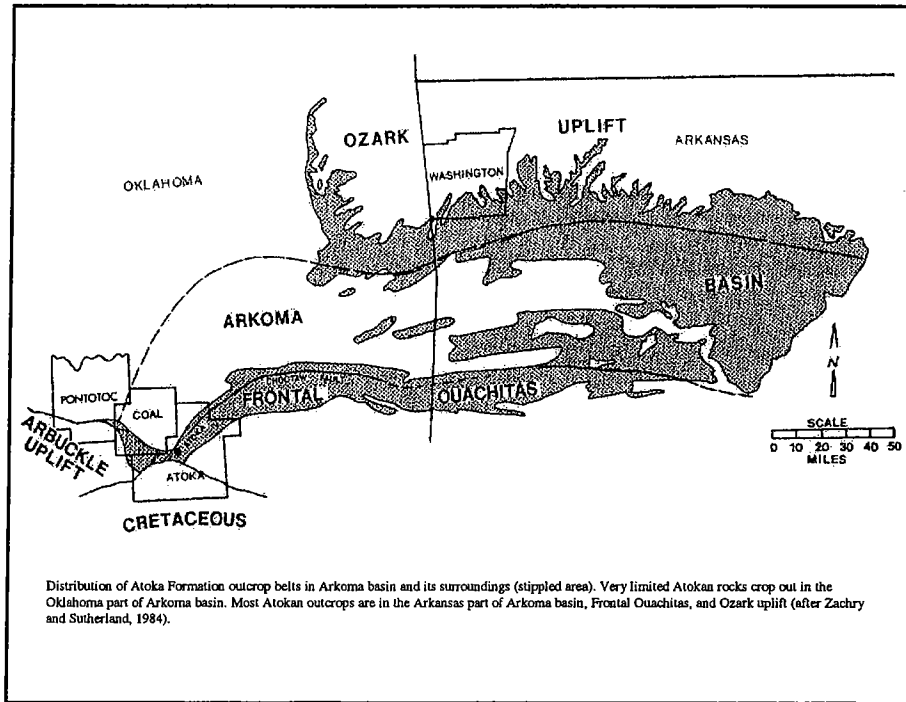 OZARK
UPLIFT
ARKANSAS
WASHINGTON
OKLAHOMA
BASIN
ARKOMA
N
CHOCTAW FAULT
FRONTAL
OUACHITAS
PONTOTOC
COAL
SCALE
0 10 20 30 40 50
MILES
ARBUCKLE
UPLIFT
ATOKA
ATOKA
CRETACEOUS
Distribution of Atoka Formation outcrop belts in Arkoma basin and its surroundings (stippled area). Very limited Atokan rocks crop out in the
Oklahoma part of Arkoma basin. Most Atokan outcrops are in the Arkansas part of Arkoma basin, Frontal Ouachitas, and Ozark uplift (after Zachry
and Sutherland, 1984).